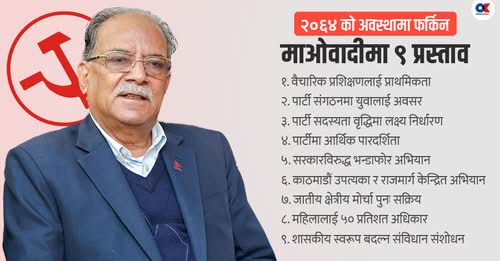 २०६४ को अवस्थामा फर्किन
माओवादीमा ९ प्रस्ताव
१. वैचारिक प्रशिक्षणलाई प्राथमिकता
२. पार्टी संगठनमा युवालाई अवसर
३. पार्टी सदस्यता वृद्धिमा लक्ष्य निर्धारण
४. पार्टीमा आर्थिक पारदर्शिता
५. सरकारविरुद्ध भन्डाफोर अभियान
६. काठमाडौं उपत्यका र राजमार्ग केन्द्रित अभियान
७. जातीय क्षेत्रीय मोर्चा पुनः सक्रिय
८. महिलालाई ५० प्रतिशत अधिकार
९. शासकीय स्वरूप बदल्न संविधान संशोधन